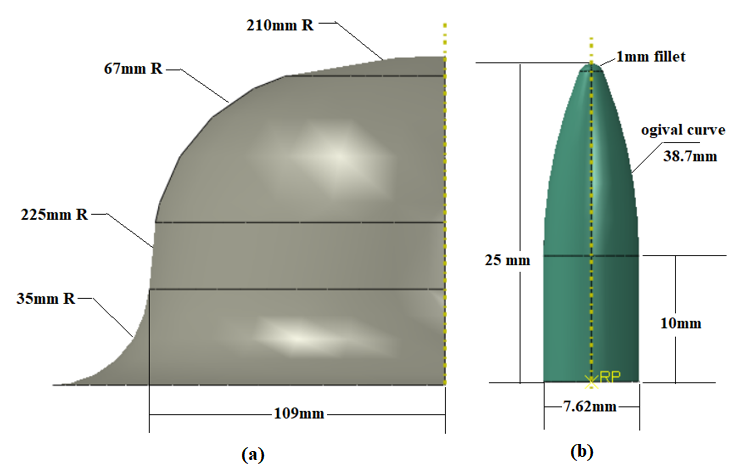 210mm R
67mm R
225mm R
35mm R
109mm
(a)
1mm fillet
ogival curve
38.7mm
25 mm
10mm
RP
7.62mm
(b)